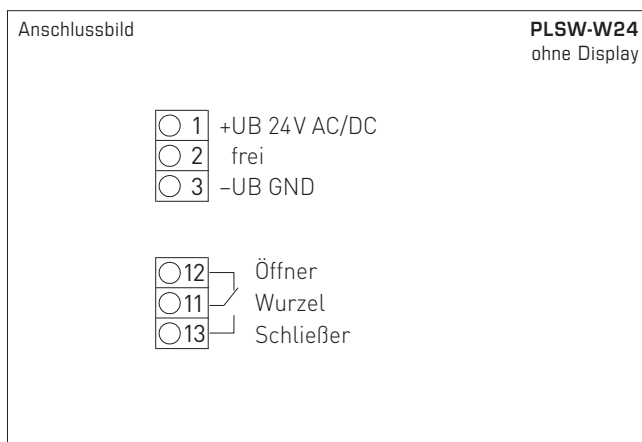 Anschlussbild
PLSW-W24
ohne Display
1 +UB 24V AC/DC
2 frei
3 –UB GND
12 Öffner
11 Wurzel
13 Schließer